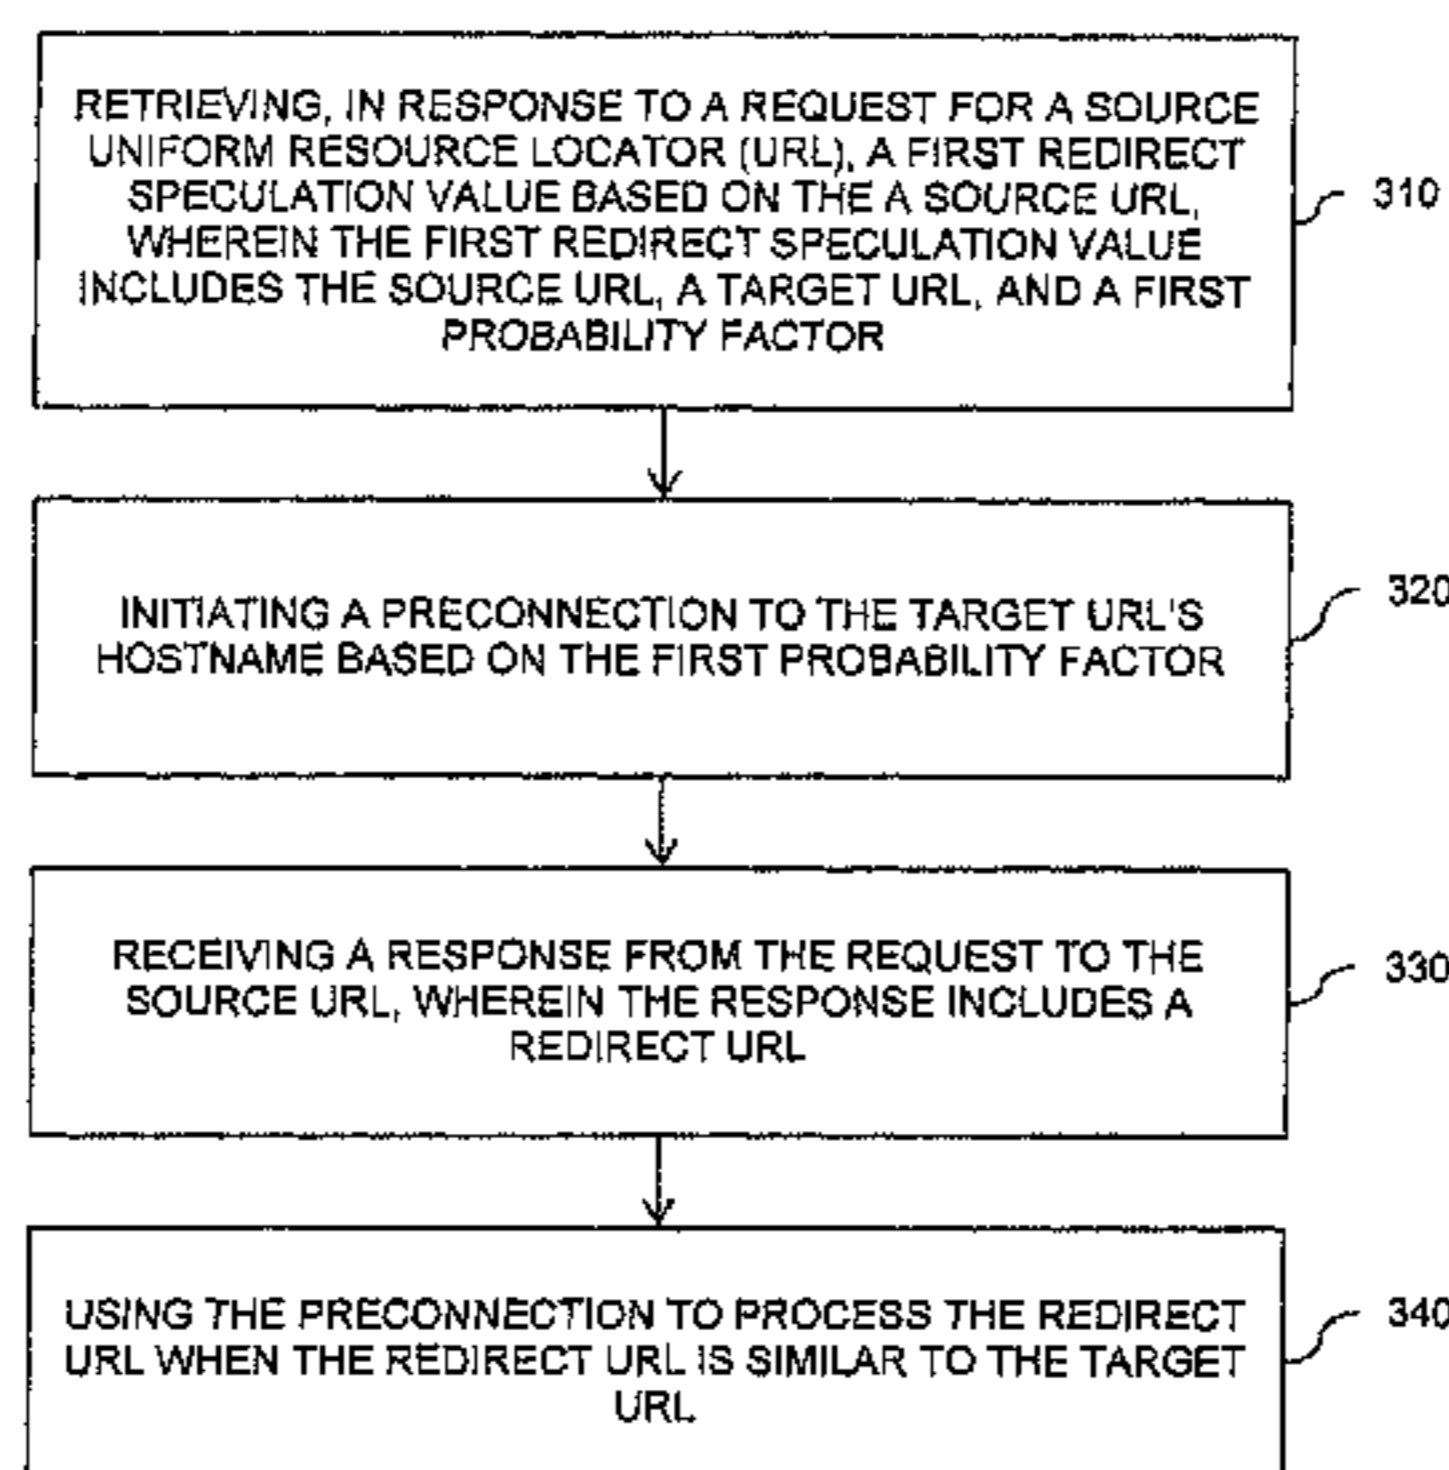 RETRIEVING, IN RESPONSE TO A REQUEST FOR A SOURCE
UNIFORM RESOURCE LOCATOR (URL), A FIRST REDIRECT
SPECULATION VALUE BASED ON THE A SOURCE URL,
WHEREIN THE FIRST REDIRECT SPECULATION VALUE
INCLUDES THE SOURCE URL, A TARGET URL, AND A FIRST
PROBABILITY FACTOR
310
INITIATING A PRECONNECTION TO THE TARGET URL'S
HOSTNAME BASED ON THE FIRST PROBABILITY FACTOR
320
RECEIVING A RESPONSE FROM THE REQUEST TO THE
SOURCE URL, WHEREIN THE RESPONSE INCLUDES A
REDIRECT URL
330
USING THE PRECONNECTION TO PROCESS THE REDIRECT
URL WHEN THE REDIRECT URL IS SIMILAR TO THE TARGET
URL
340